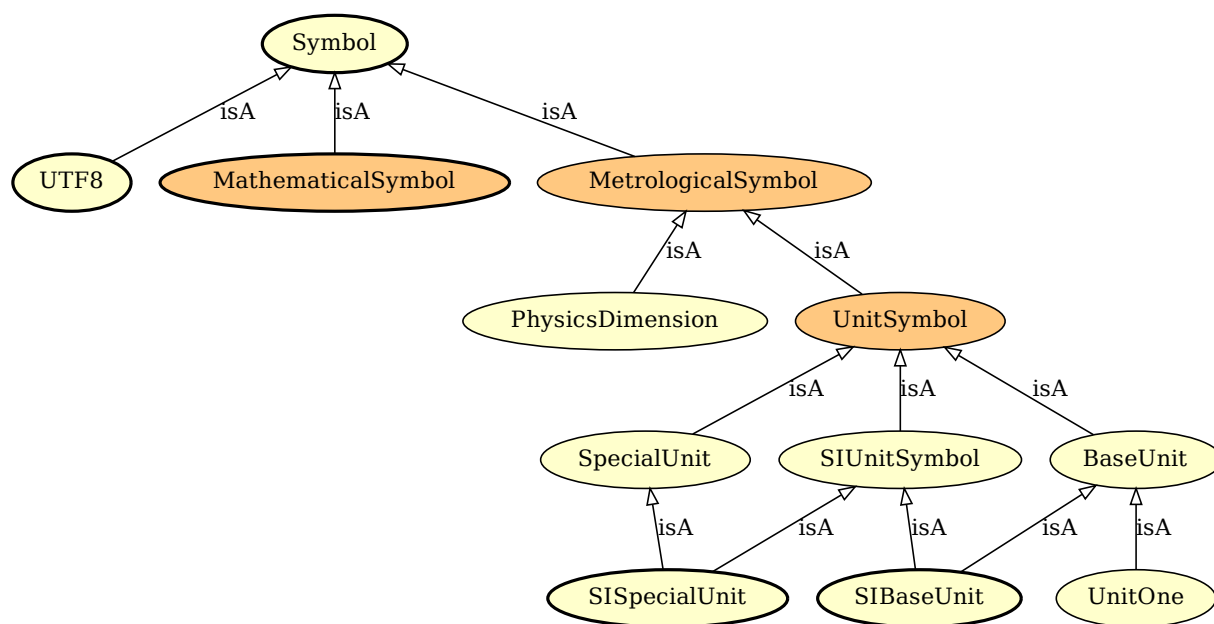 Symbol
isA
isA
isA
UTF8
MathematicalSymbol
MetrologicalSymbol
isA
isA
PhysicsDimension
UnitSymbol
isA
isA
isA
SpecialUnit
SIUnitSymbol
BaseUnit
isA
isA
isA
isA
isA
SISpecialUnit
SIBaseUnit
UnitOne